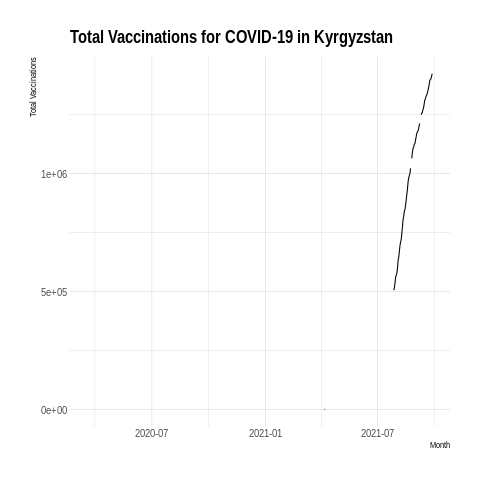 Total Vaccinations for COVID-19 in Kyrgyzstan
Total Vaccinations
1e+06
5e+05
0e+00
2020-07 2021-01 2021-07
Month